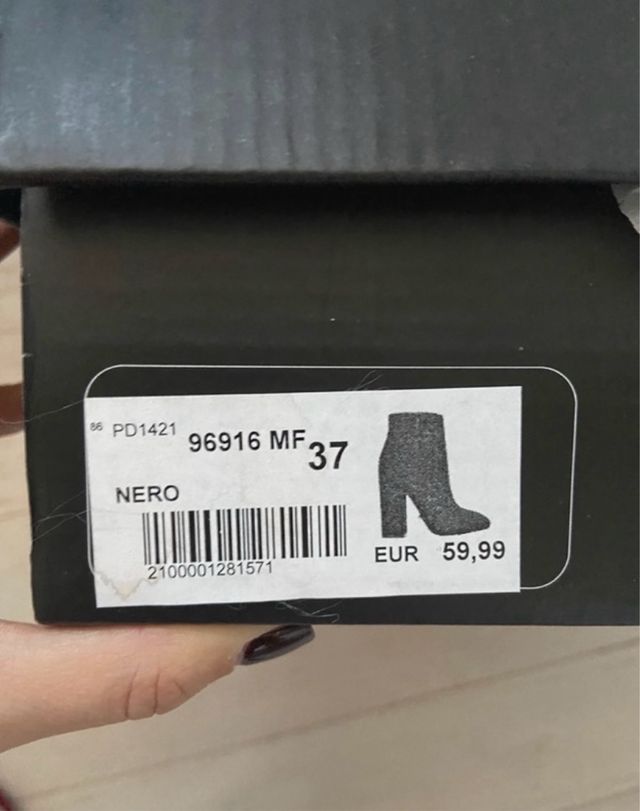 86 PD1421 96916 MF 37
NERO
2100001281571
EUR 59,99